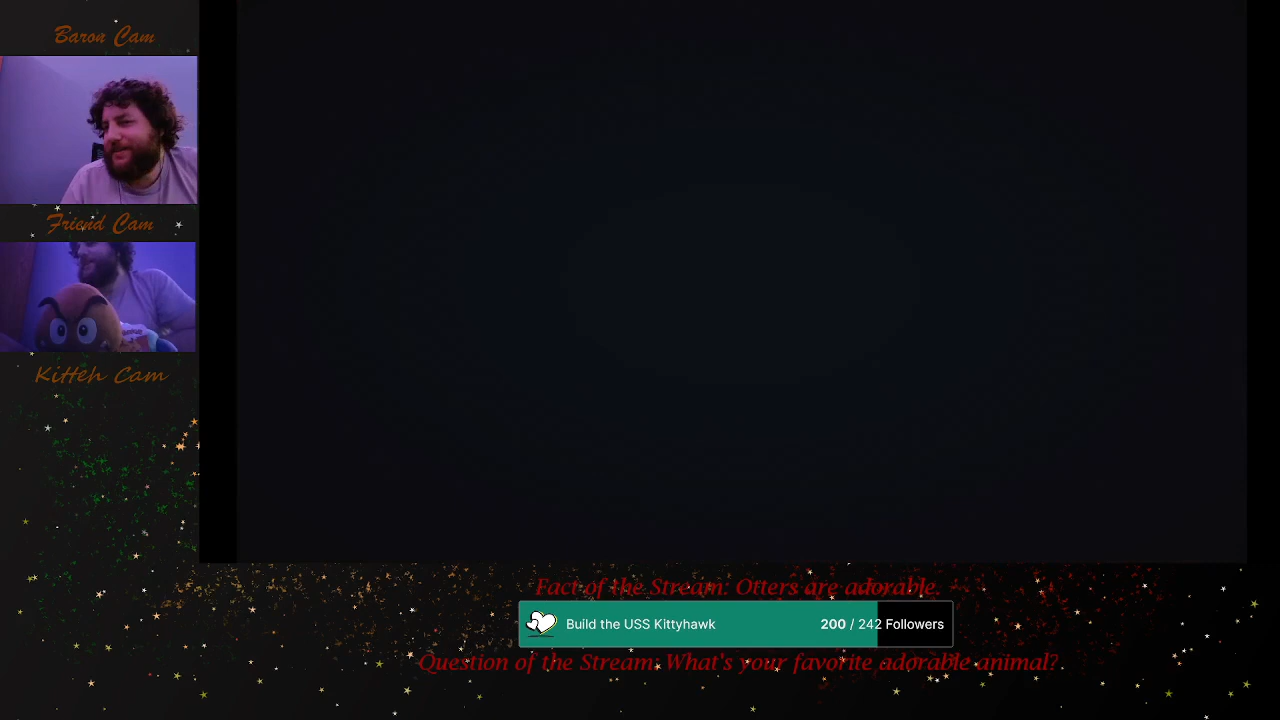 Baron Cam
Friend Cam
Kitteh Cam
Fact of the Stream: Otters are adorable.
Build the USS Kittyhawk 200 / 242 Followers
Question of the Stream: What's your favorite adorable animal?